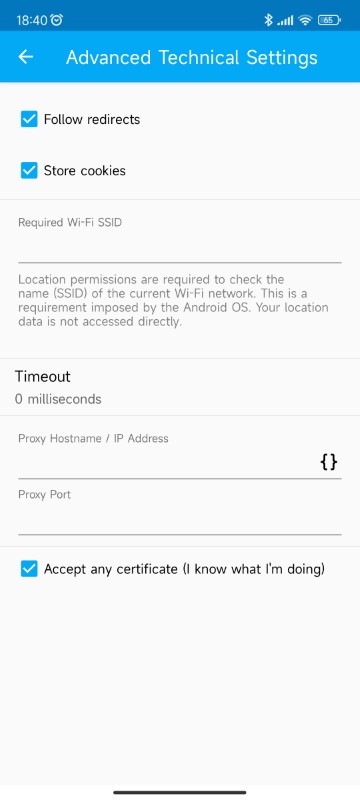 18:40
65
Advanced Technical Settings
Follow redirects
Store cookies
Required Wi-Fi SSID
Location permissions are required to check the
name (SSID) of the current Wi-Fi network. This is a
requirement imposed by the Android OS. Your location
data is not accessed directly.
Timeout
0 milliseconds
Proxy Hostname / IP Address
{}
Proxy Port
Accept any certificate (I know what I'm doing)